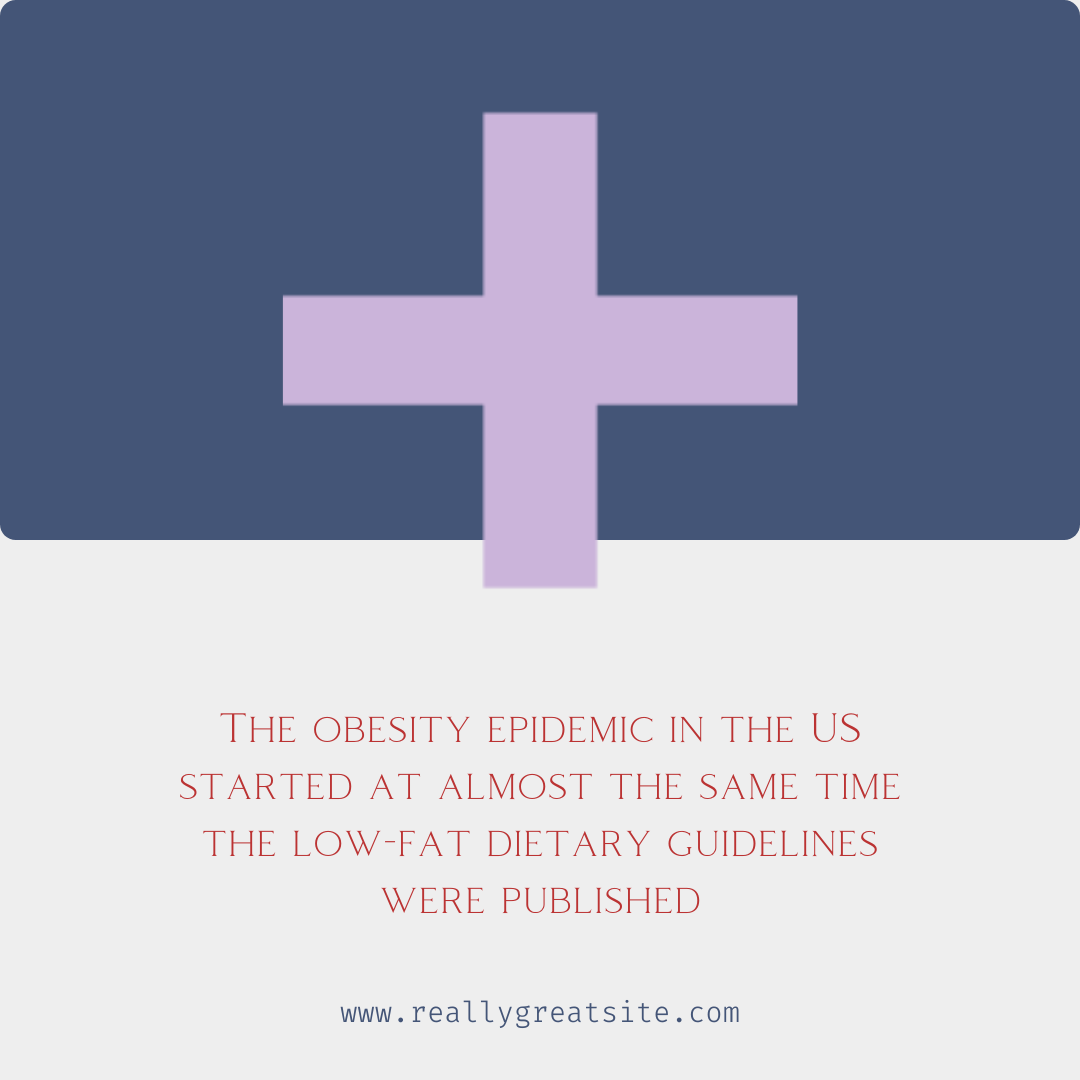 The obesity epidemic in the US
started at almost the same time
the low-fat dietary guidelines
were published
www.reallygreatsite.com